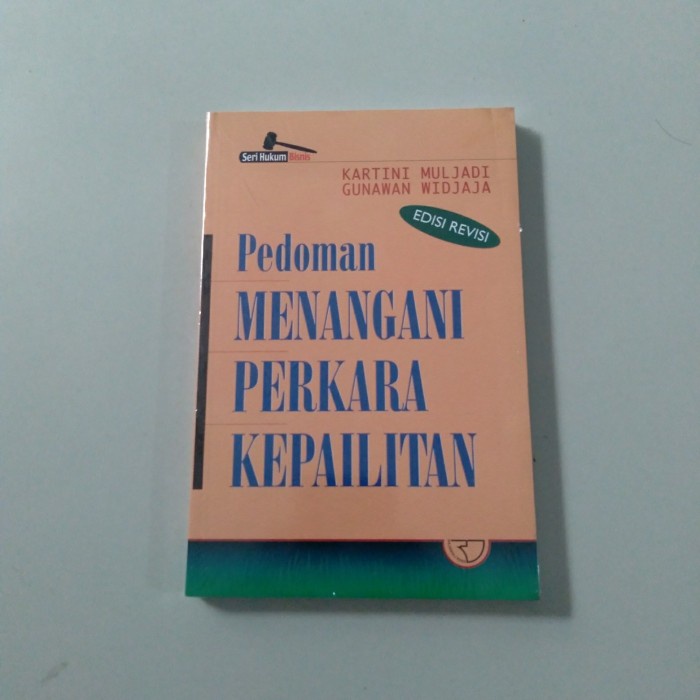 Seri Hukum Bisnis
KARTINI MULJADI
GUNAWAN WIDJAJA
EDISI REVISI
Pedoman
MENANGANI
PERKARA
KEPAILITAN